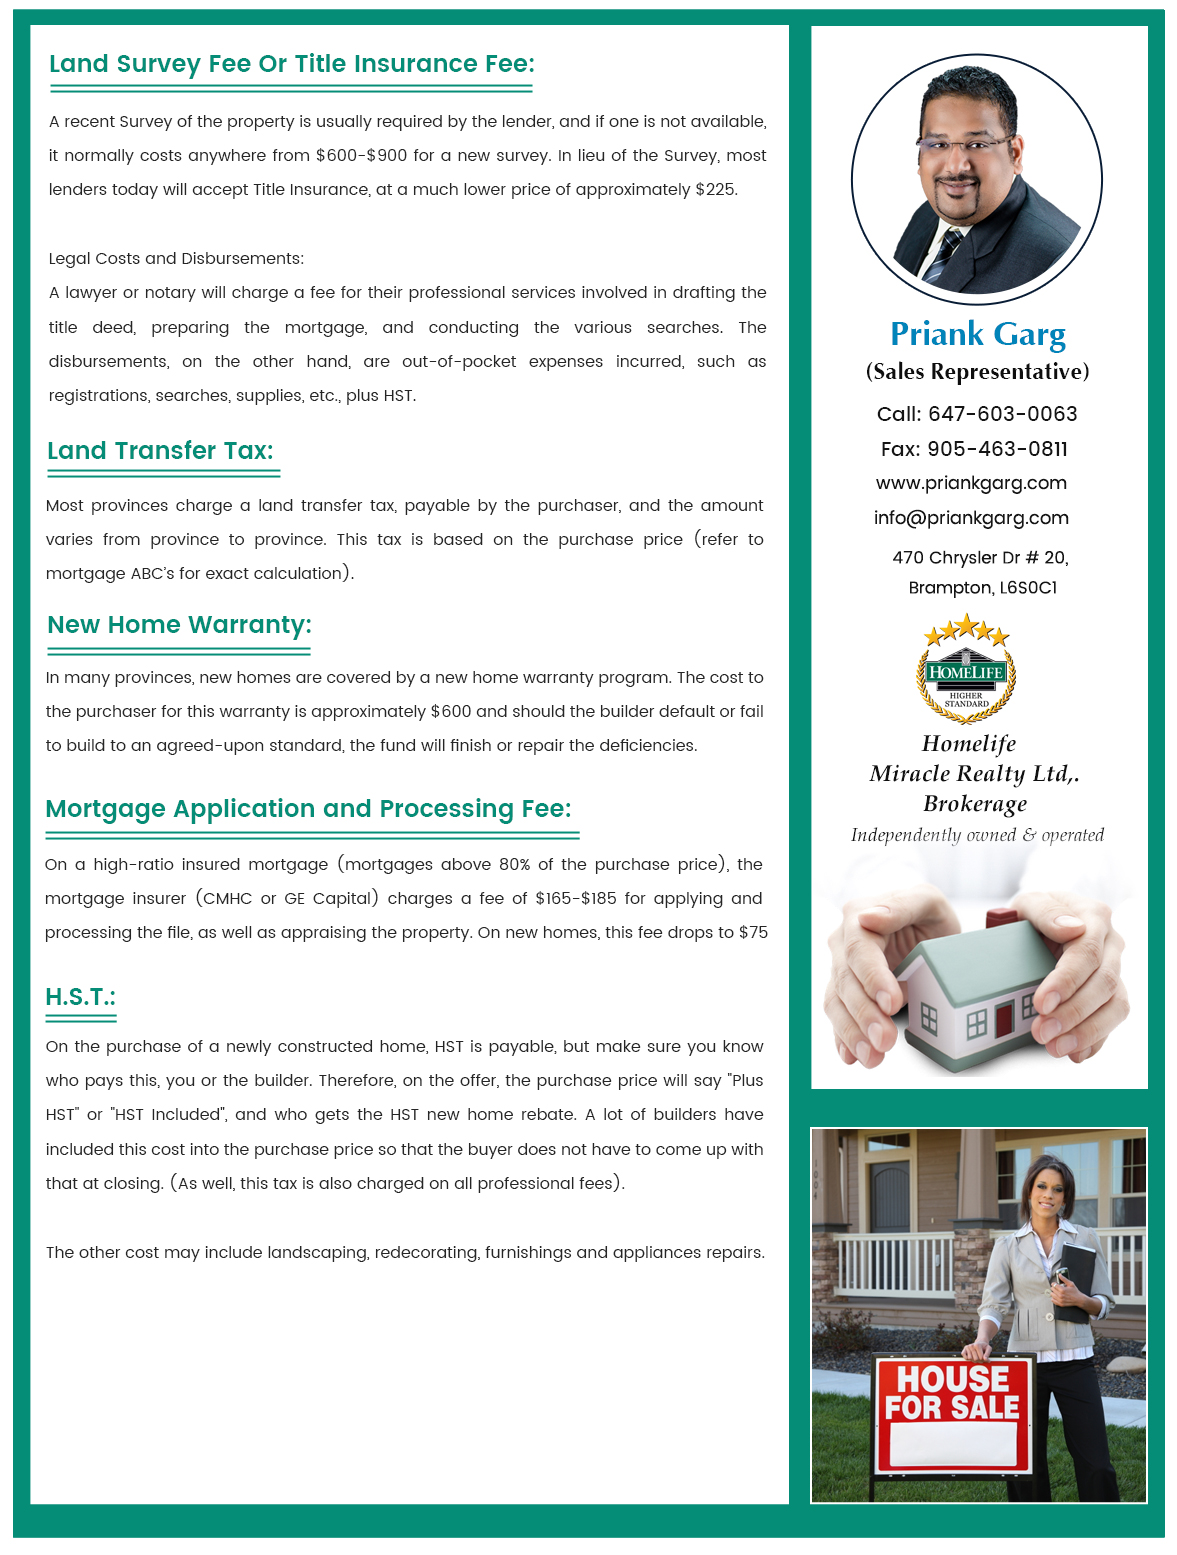 Land Survey Fee Or Title Insurance Fee:
A recent Survey of the property is usually required by the lender, and if one is not available,
it normally costs anywhere from $600-$900 for a new survey. In lieu of the Survey, most
lenders today will accept Title Insurance, at a much lower price of approximately $225.
Legal Costs and Disbursements:
A lawyer or notary will charge a fee for their professional services involved in drafting the
title deed, preparing the mortgage, and conducting the various searches. The
disbursements, on the other hand, are out-of-pocket expenses incurred, such as
registrations, searches, supplies, etc., plus HST.
Land Transfer Tax:
Most provinces charge a land transfer tax, payable by the purchaser, and the amount
varies from province to province. This tax is based on the purchase price (refer to
mortgage ABC’s for exact calculation).
New Home Warranty:
In many provinces, new homes are covered by a new home warranty program. The cost to
the purchaser for this warranty is approximately $600 and should the builder default or fail
to build to an agreed-upon standard, the fund will finish or repair the deficiencies.
Mortgage Application and Processing Fee:
On a high-ratio insured mortgage (mortgages above 80% of the purchase price), the
mortgage insurer (CMHC or GE Capital) charges a fee of $165-$185 for applying and
processing the file, as well as appraising the property. On new homes, this fee drops to $75
H.S.T.:
On the purchase of a newly constructed home, HST is payable, but make sure you know
who pays this, you or the builder. Therefore, on the offer, the purchase price will say "Plus
HST" or "HST Included", and who gets the HST new home rebate. A lot of builders have
included this cost into the purchase price so that the buyer does not have to come up with
that at closing. (As well, this tax is also charged on all professional fees).
The other cost may include landscaping, redecorating, furnishings and appliances repairs.
Priank Garg
(Sales Representative)
Call: 647-603-0063
Fax: 905-463-0811
www.priankgarg.com
info@priankgarg.com
470 Chrysler Dr # 20,
Brampton, L6S0C1
HOMELIFE
HIGHER
STANDARD
Homelife
Miracle Realty Ltd,.
Brokerage
Independently owned & operated
1004
HOUSE
FOR SALE